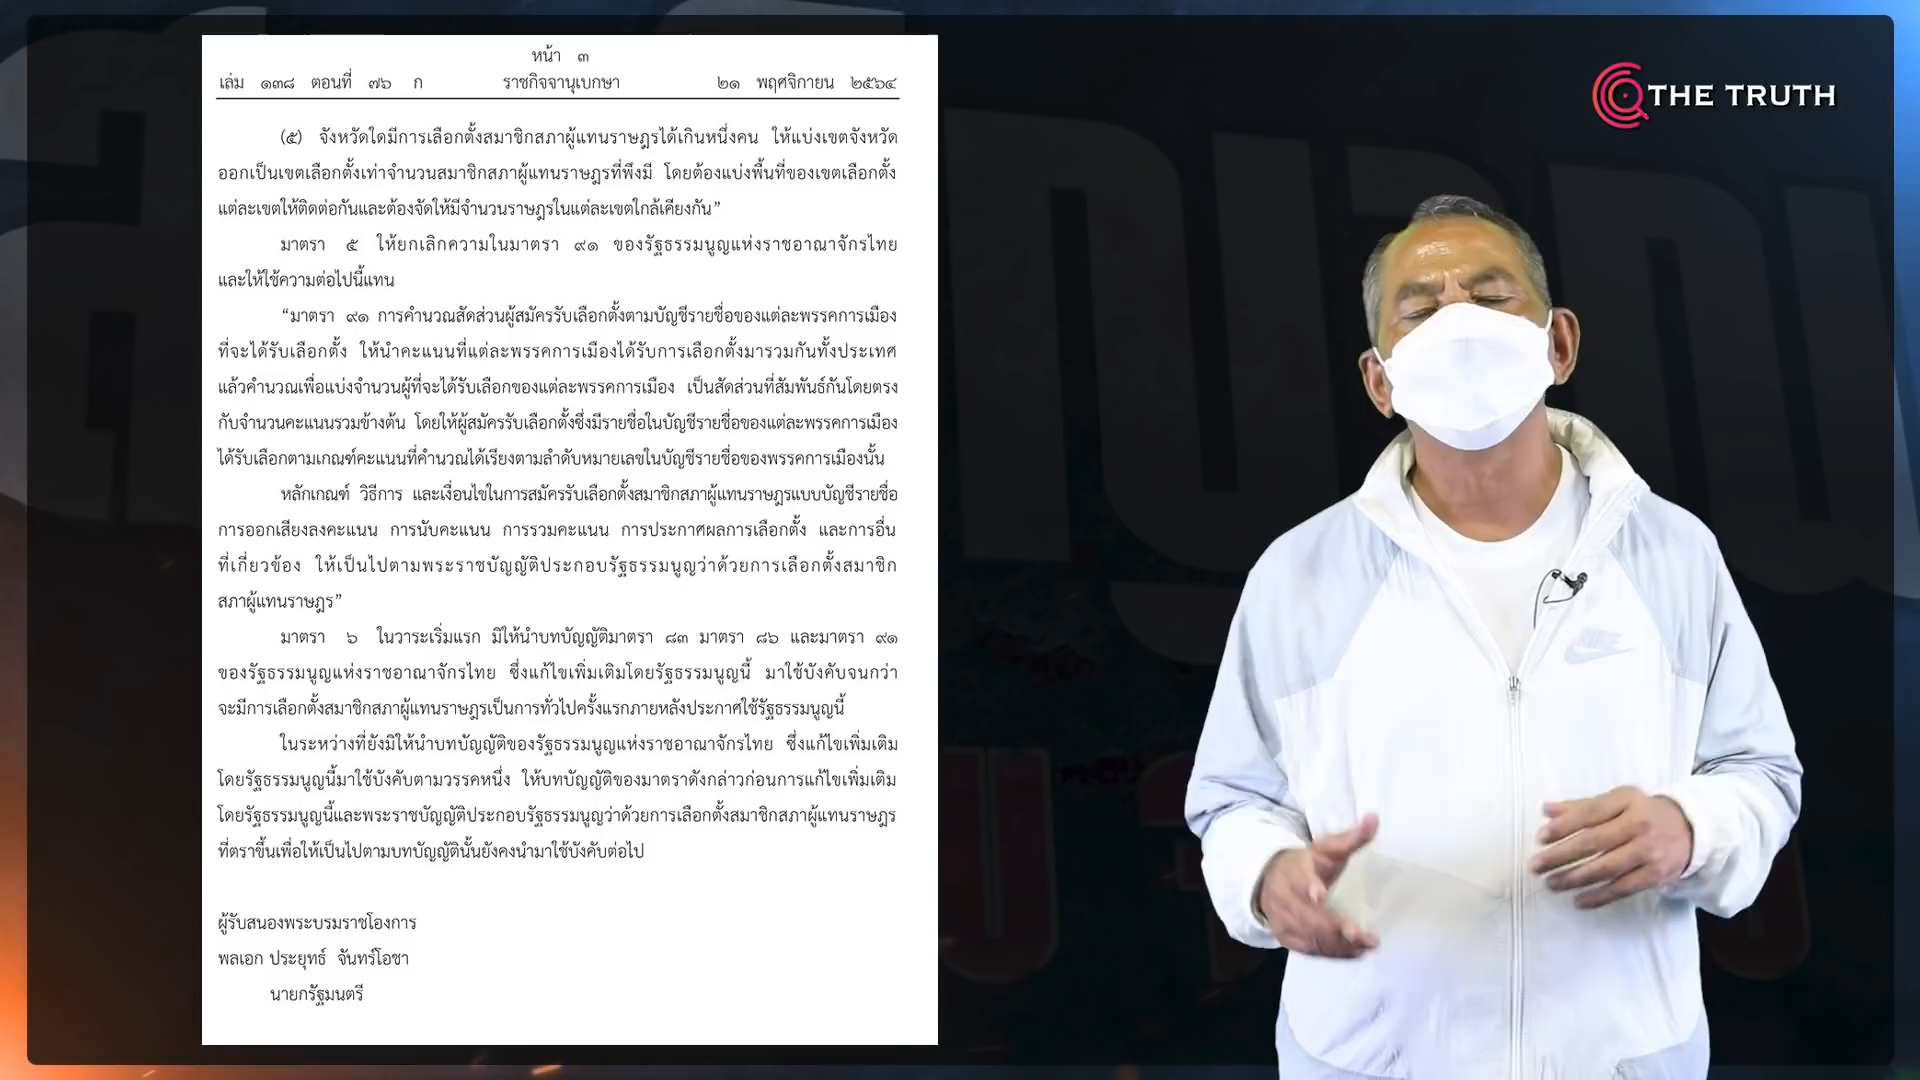 หน้า ๓
เล่ม ๑๓๘ ตอนที่ ๗๖ ก ราชกิจจานุเบกษา ๒๑ พฤศจิกายน ๒๕๖๔
(๕) จังหวัดใดมีการเลือกตั้งสมาชิกสภาผู้แทนราษฎรได้เกินหนึ่งคน ให้แบ่งเขตจังหวัด
ออกเป็นเขตเลือกตั้งเท่าจำนวนสมาชิกสภาผู้แทนราษฎรที่พึงมี โดยต้องแบ่งพื้นที่ของเขตเลือกตั้ง
แต่ละเขตให้ติดต่อกันและต้องจัดให้มีจำนวนราษฎรในแต่ละเขตใกล้เคียงกัน”
มาตรา ๕ ให้ยกเลิกความในมาตรา ๙๑ ของรัฐธรรมนูญแห่งราชอาณาจักรไทย
และให้ใช้ความต่อไปนี้แทน
“มาตรา ๙๑ การคำนวณสัดส่วนผู้สมัครรับเลือกตั้งตามบัญชีรายชื่อของแต่ละพรรคการเมือง
ที่จะได้รับเลือกตั้ง ให้นำคะแนนที่แต่ละพรรคการเมืองได้รับการเลือกตั้งมารวมกันทั้งประเทศ
แล้วคำนวณเพื่อแบ่งจำนวนผู้ที่จะได้รับเลือกของแต่ละพรรคการเมือง เป็นสัดส่วนที่สัมพันธ์กันโดยตรง
กับจำนวนคะแนนรวมข้างต้น โดยให้ผู้สมัครรับเลือกตั้งซึ่งมีรายชื่อในบัญชีรายชื่อของแต่ละพรรคการเมือง
ได้รับเลือกตามเกณฑ์คะแนนที่คำนวณได้เรียงตามลำดับหมายเลขในบัญชีรายชื่อของพรรคการเมืองนั้น
หลักเกณฑ์ วิธีการ และเงื่อนไขในการสมัครรับเลือกตั้งสมาชิกสภาผู้แทนราษฎรแบบบัญชีรายชื่อ
การออกเสียงลงคะแนน การนับคะแนน การรวมคะแนน การประกาศผลการเลือกตั้ง และการอื่น
ที่เกี่ยวข้อง ให้เป็นไปตามพระราชบัญญัติประกอบรัฐธรรมนูญว่าด้วยการเลือกตั้งสมาชิก
สภาผู้แทนราษฎร”
มาตรา ๖ ในวาระเริ่มแรก มิให้นำบทบัญญัติมาตรา ๘๓ มาตรา ๘๖ และมาตรา ๙๑
ของรัฐธรรมนูญแห่งราชอาณาจักรไทย ซึ่งแก้ไขเพิ่มเติมโดยรัฐธรรมนูญนี้ มาใช้บังคับจนกว่า
จะมีการเลือกตั้งสมาชิกสภาผู้แทนราษฎรเป็นการทั่วไปครั้งแรกภายหลังประกาศใช้รัฐธรรมนูญนี้
ในระหว่างที่ยังมิให้นำบทบัญญัติของรัฐธรรมนูญแห่งราชอาณาจักรไทย ซึ่งแก้ไขเพิ่มเติม
โดยรัฐธรรมนูญนี้มาใช้บังคับตามวรรคหนึ่ง ให้บทบัญญัติของมาตราดังกล่าวก่อนการแก้ไขเพิ่มเติม
โดยรัฐธรรมนูญนี้และพระราชบัญญัติประกอบรัฐธรรมนูญว่าด้วยการเลือกตั้งสมาชิกสภาผู้แทนราษฎร
ที่ตราขึ้นเพื่อให้เป็นไปตามบทบัญญัตินั้นยังคงนำมาใช้บังคับต่อไป
ผู้รับสนองพระบรมราชโองการ
พลเอก ประยุทธ์ จันทร์โอชา
นายกรัฐมนตรี
THE TRUTH